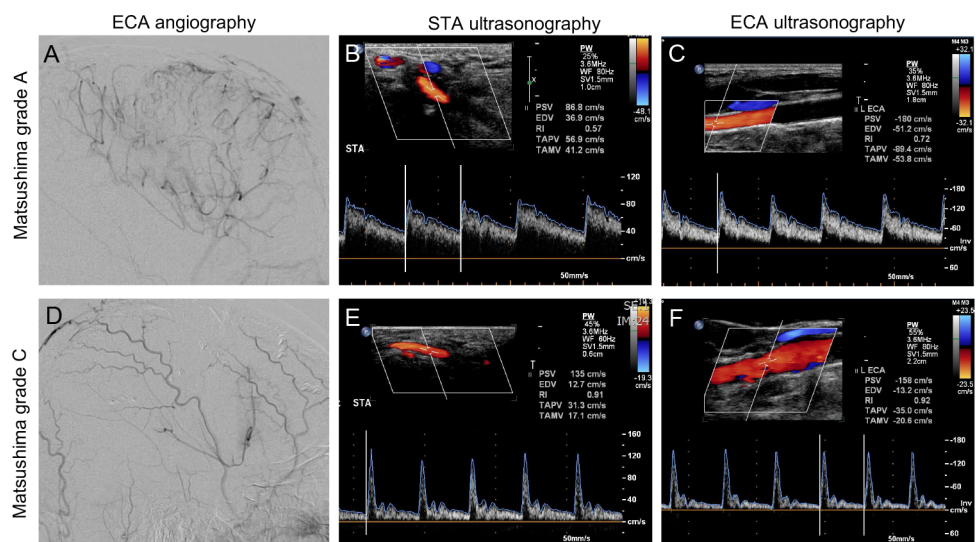 ECA angiography
STA ultrasonography
ECA ultrasonography
Matsushima grade A
A
B
PW
25%
3.6MHz
WF 80Hz
SV1.5mm
1.0cm
X
-48.1
cm/s
PSV 86.8 cm/s
EDV 36.9 cm/s
RI 0.57
TAPV 56.9 cm/s
TAMV 41.2 cm/s
STA
120
80
40
cm/s
50mm/s
C
M4 M3
+32.1
-32.1
cm/s
PW
35%
3.6MHz
WF 80Hz
SV1.5mm
1.8cm
T
L ECA
PSV -180 cm/s
EDV -51.2 cm/s
RI 0.72
TAPV -89.4 cm/s
TAMV -53.8 cm/s
-180
-120
-60
Inv
cm/s
60
50mm/s
Matsushima grade C
D
E
PW
45%
3.6MHz
WF 60Hz
SV1.5mm
0.6cm
T
-19.3
cm/s
PSV 135 cm/s
EDV 12.7 cm/s
RI 0.91
TAPV 31.3 cm/s
TAMV 17.1 cm/s
STA
160
120
80
40
cm/s
50mm/s
F
M4 M3
+23.5
-23.5
cm/s
PW
55%
3.6MHz
WF 80Hz
SV1.5mm
2.2cm
L ECA
PSV -158 cm/s
EDV -13.2 cm/s
RI 0.92
TAPV -35.0 cm/s
TAMV -20.6 cm/s
-180
-120
-60
Inv
cm/s
60
50mm/s